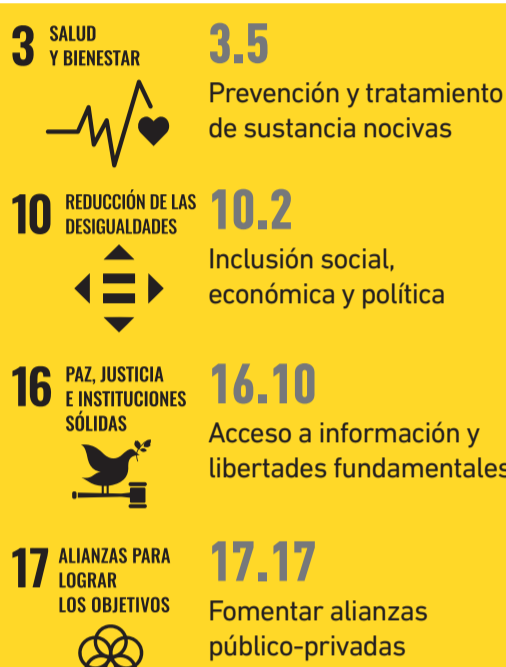 3 SALUD
Y BIENESTAR
3.5
Prevención y tratamiento
de sustancia nocivas
10 REDUCCIÓN DE LAS
DESIGUALDADES
10.2
Inclusión social,
económica y política
16 PAZ, JUSTICIA
E INSTITUCIONES
SÓLIDAS
16.10
Acceso a información y
libertades fundamentales
17 ALIANZAS PARA
LOGRAR
LOS OBJETIVOS
17.17
Fomentar alianzas
público-privadas